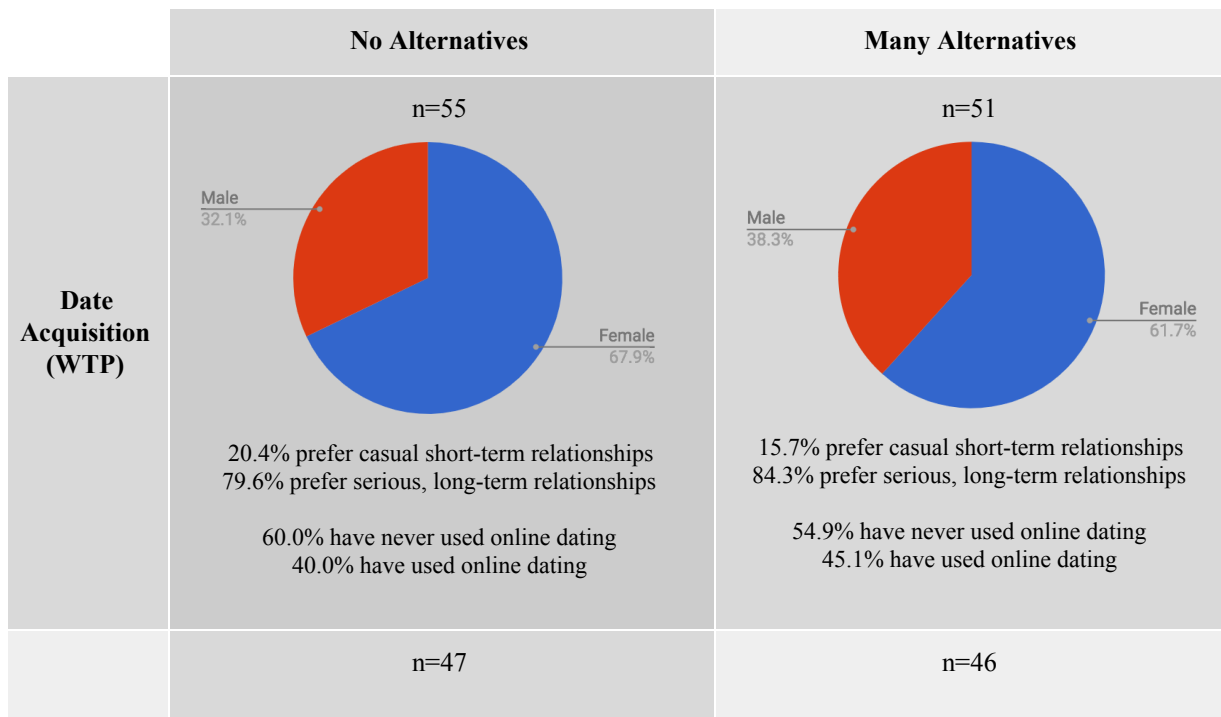 No Alternatives
Many Alternatives
Date
Acquisition
(WTP)
n=55
Male
32.1%
Female
67.9%
20.4% prefer casual short-term relationships
79.6% prefer serious, long-term relationships
60.0% have never used online dating
40.0% have used online dating
n=51
Male
38.3%
Female
61.7%
15.7% prefer casual short-term relationships
84.3% prefer serious, long-term relationships
54.9% have never used online dating
45.1% have used online dating
n=47
n=46